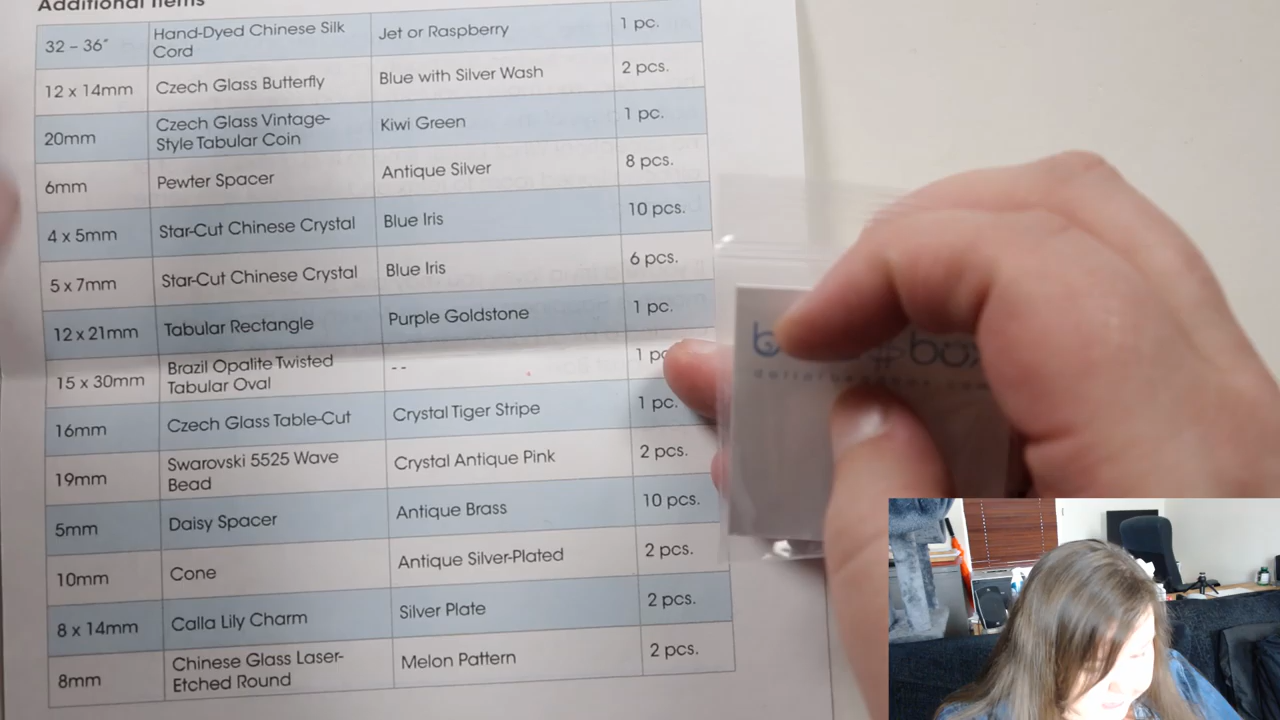 Additional Items
32 – 36" Hand-Dyed Chinese Silk Cord Jet or Raspberry 1 pc.
12 x 14mm Czech Glass Butterfly Blue with Silver Wash 2 pcs.
20mm Czech Glass Vintage-Style Tabular Coin Kiwi Green 1 pc.
6mm Pewter Spacer Antique Silver 8 pcs.
4 x 5mm Star-Cut Chinese Crystal Blue Iris 10 pcs.
5 x 7mm Star-Cut Chinese Crystal Blue Iris 6 pcs.
12 x 21mm Tabular Rectangle Purple Goldstone 1 pc.
15 x 30mm Brazil Opalite Twisted Tabular Oval -- 1 pc
16mm Czech Glass Table-Cut Crystal Tiger Stripe 1 pc.
19mm Swarovski 5525 Wave Bead Crystal Antique Pink 2 pcs.
5mm Daisy Spacer Antique Brass 10 pcs.
10mm Cone Antique Silver-Plated 2 pcs.
8 x 14mm Calla Lily Charm Silver Plate 2 pcs.
8mm Chinese Glass Laser-Etched Round Melon Pattern 2 pcs.
box